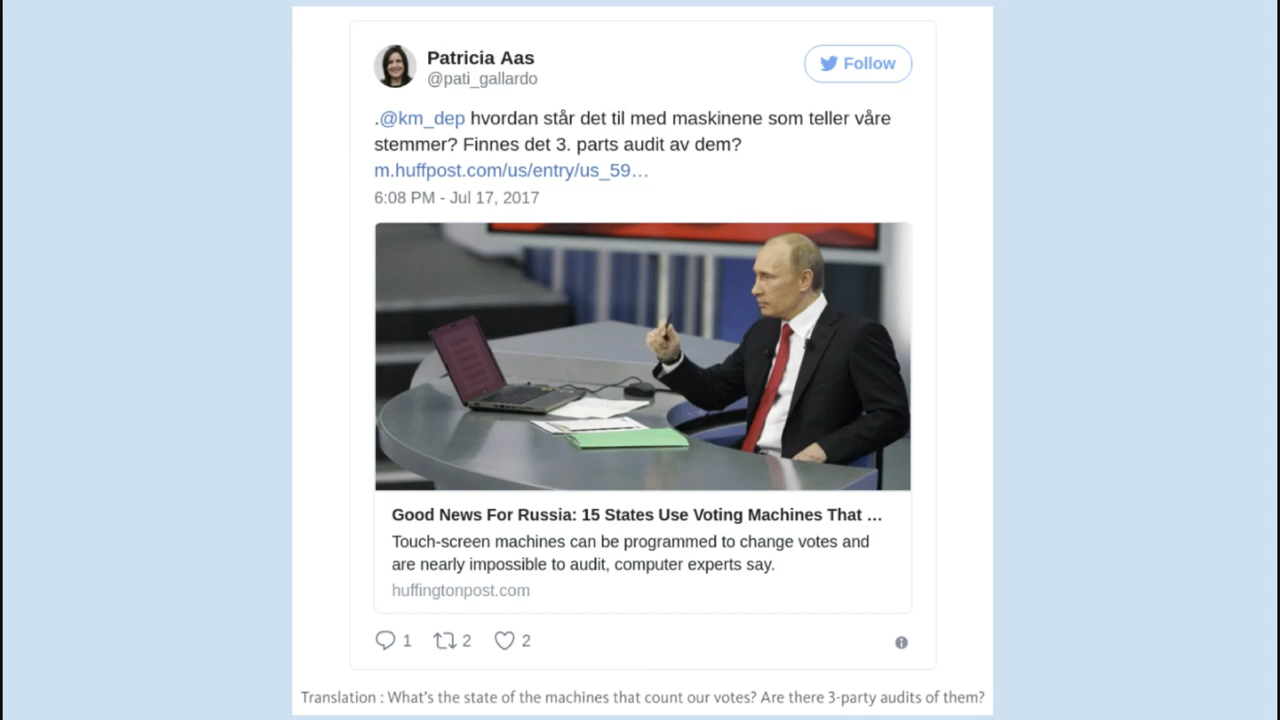 Patricia Aas
@pati_gallardo
Follow
.@km_dep hvordan står det til med maskinene som teller våre
stemmer? Finnes det 3. parts audit av dem?
m.huffpost.com/us/entry/us_59…
6:08 PM - Jul 17, 2017
Good News For Russia: 15 States Use Voting Machines That …
Touch-screen machines can be programmed to change votes and
are nearly impossible to audit, computer experts say.
huffingtonpost.com
1 2 2
Translation : What's the state of the machines that count our votes? Are there 3-party audits of them?